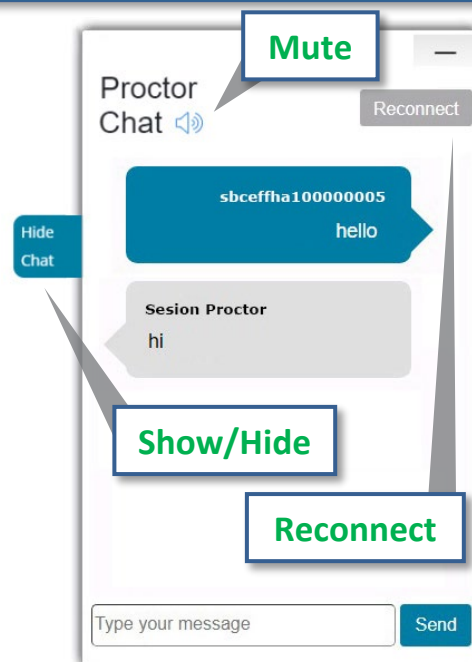 Mute
Proctor
Chat
Reconnect
sbceffha100000005
hello
Hide
Chat
Sesion Proctor
hi
Show/Hide
Reconnect
Type your message
Send